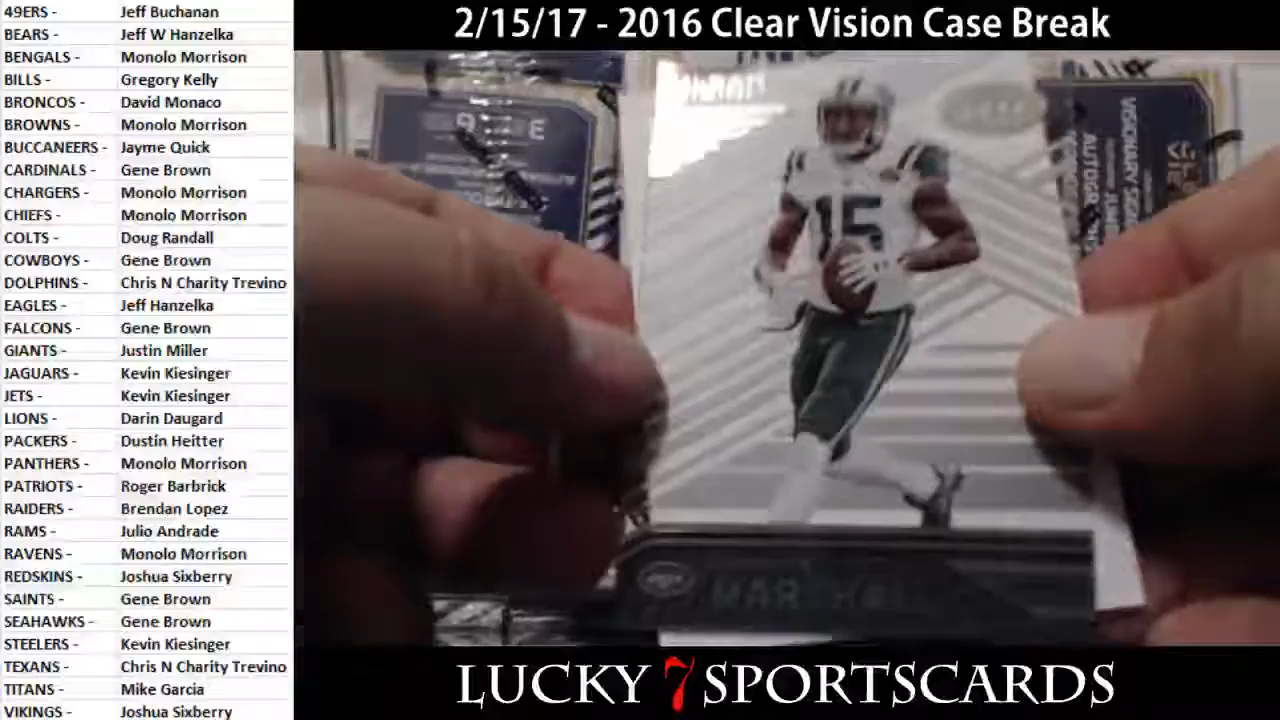 2/15/17 - 2016 Clear Vision Case Break
49ERS - Jeff Buchanan
BEARS - Jeff W Hanzelka
BENGALS - Monolo Morrison
BILLS - Gregory Kelly
BRONCOS - David Monaco
BROWNS - Monolo Morrison
BUCCANEERS - Jayme Quick
CARDINALS - Gene Brown
CHARGERS - Monolo Morrison
CHIEFS - Monolo Morrison
COLTS - Doug Randall
COWBOYS - Gene Brown
DOLPHINS - Chris N Charity Trevino
EAGLES - Jeff Hanzelka
FALCONS - Gene Brown
GIANTS - Justin Miller
JAGUARS - Kevin Kiesinger
JETS - Kevin Kiesinger
LIONS - Darin Daugard
PACKERS - Dustin Heitter
PANTHERS - Monolo Morrison
PATRIOTS - Roger Barbrick
RAIDERS - Brendan Lopez
RAMS - Julio Andrade
RAVENS - Monolo Morrison
REDSKINS - Joshua Sixberry
SAINTS - Gene Brown
SEAHAWKS - Gene Brown
STEELERS - Kevin Kiesinger
TEXANS - Chris N Charity Trevino
TITANS - Mike Garcia
VIKINGS - Joshua Sixberry
15
LUCKY 7 SPORTSCARDS